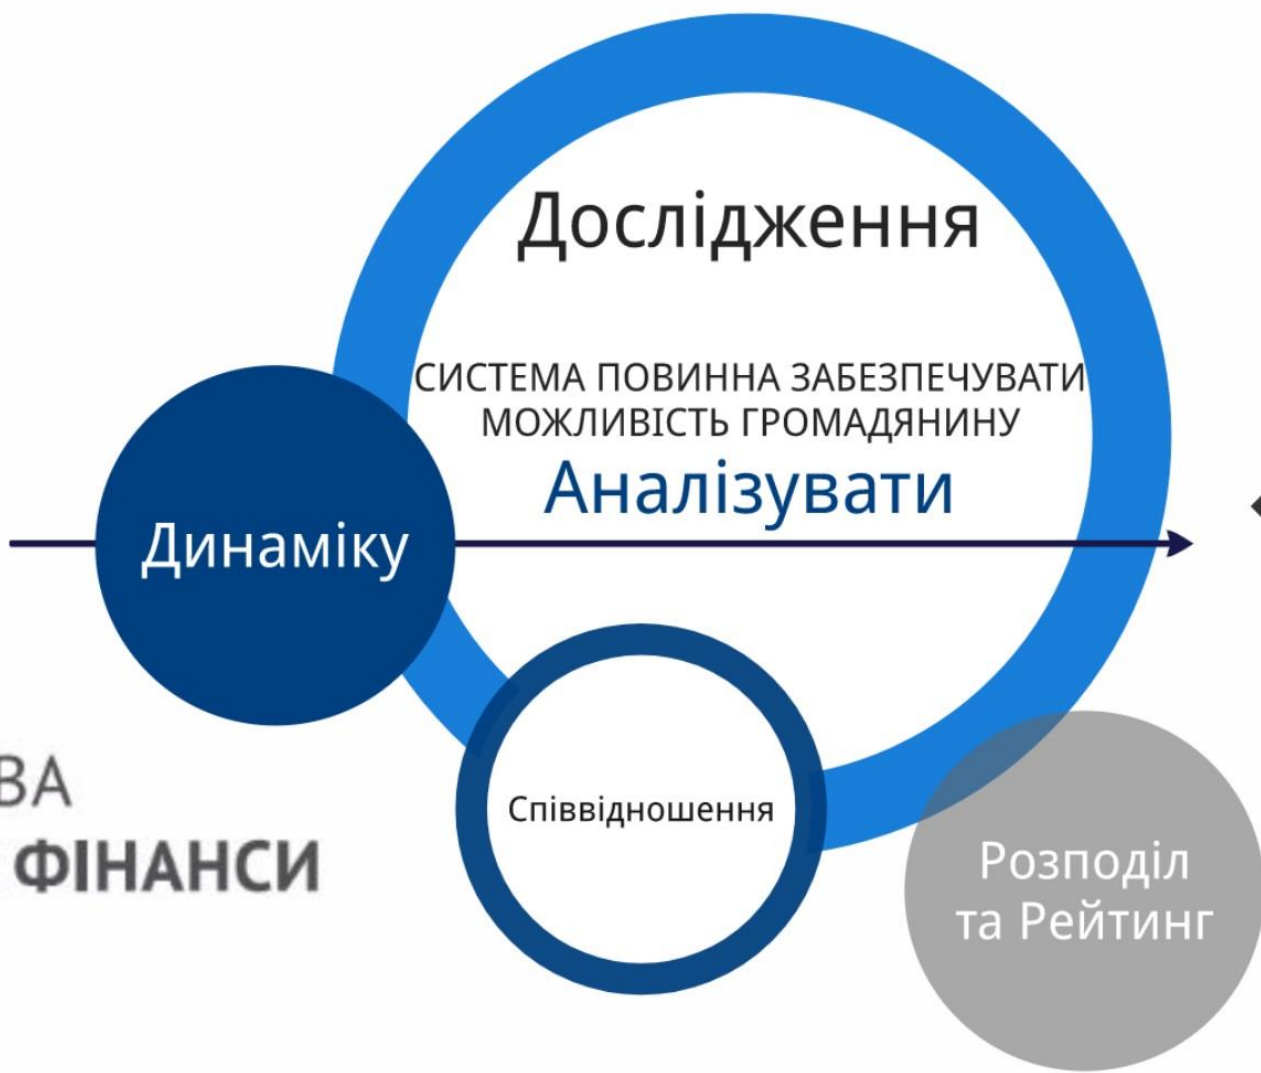 Дослідження
СИСТЕМА ПОВИННА ЗАБЕЗПЕЧУВАТИ
МОЖЛИВІСТЬ ГРОМАДЯНИНУ
Аналізувати
Динаміку
Співвідношення
Розподіл
та Рейтинг
ВА
ФІНАНСИ